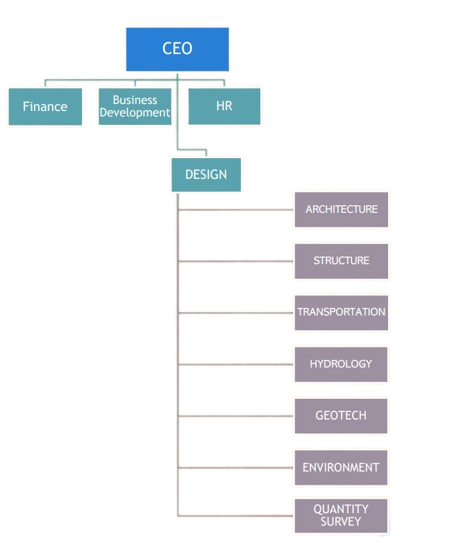 CEO
Finance
Business
Development
HR
DESIGN
ARCHITECTURE
STRUCTURE
TRANSPORTATION
HYDROLOGY
GEOTECH
ENVIRONMENT
QUANTITY
SURVEY